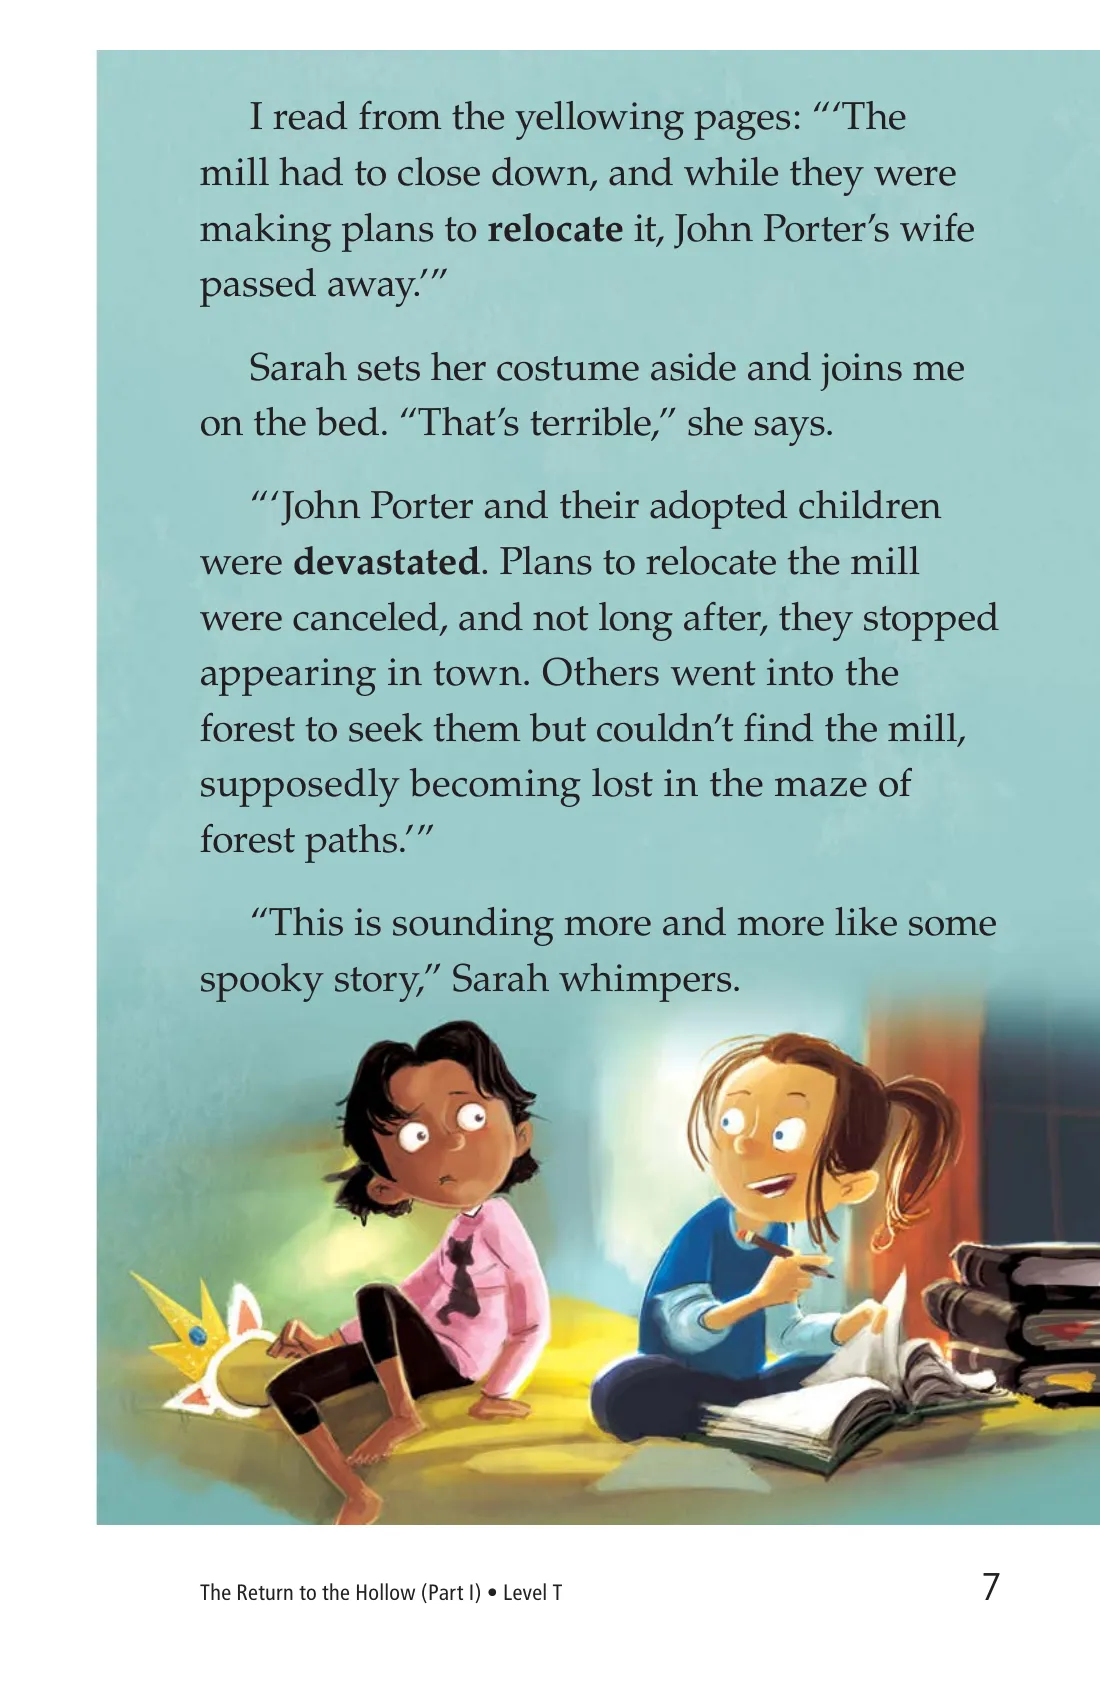 I read from the yellowing pages: “‘The
mill had to close down, and while they were
making plans to relocate it, John Porter’s wife
passed away.’”
Sarah sets her costume aside and joins me
on the bed. “That’s terrible,” she says.
“‘John Porter and their adopted children
were devastated. Plans to relocate the mill
were canceled, and not long after, they stopped
appearing in town. Others went into the
forest to seek them but couldn’t find the mill,
supposedly becoming lost in the maze of
forest paths.’”
“This is sounding more and more like some
spooky story,” Sarah whimpers.
The Return to the Hollow (Part I) • Level T
7